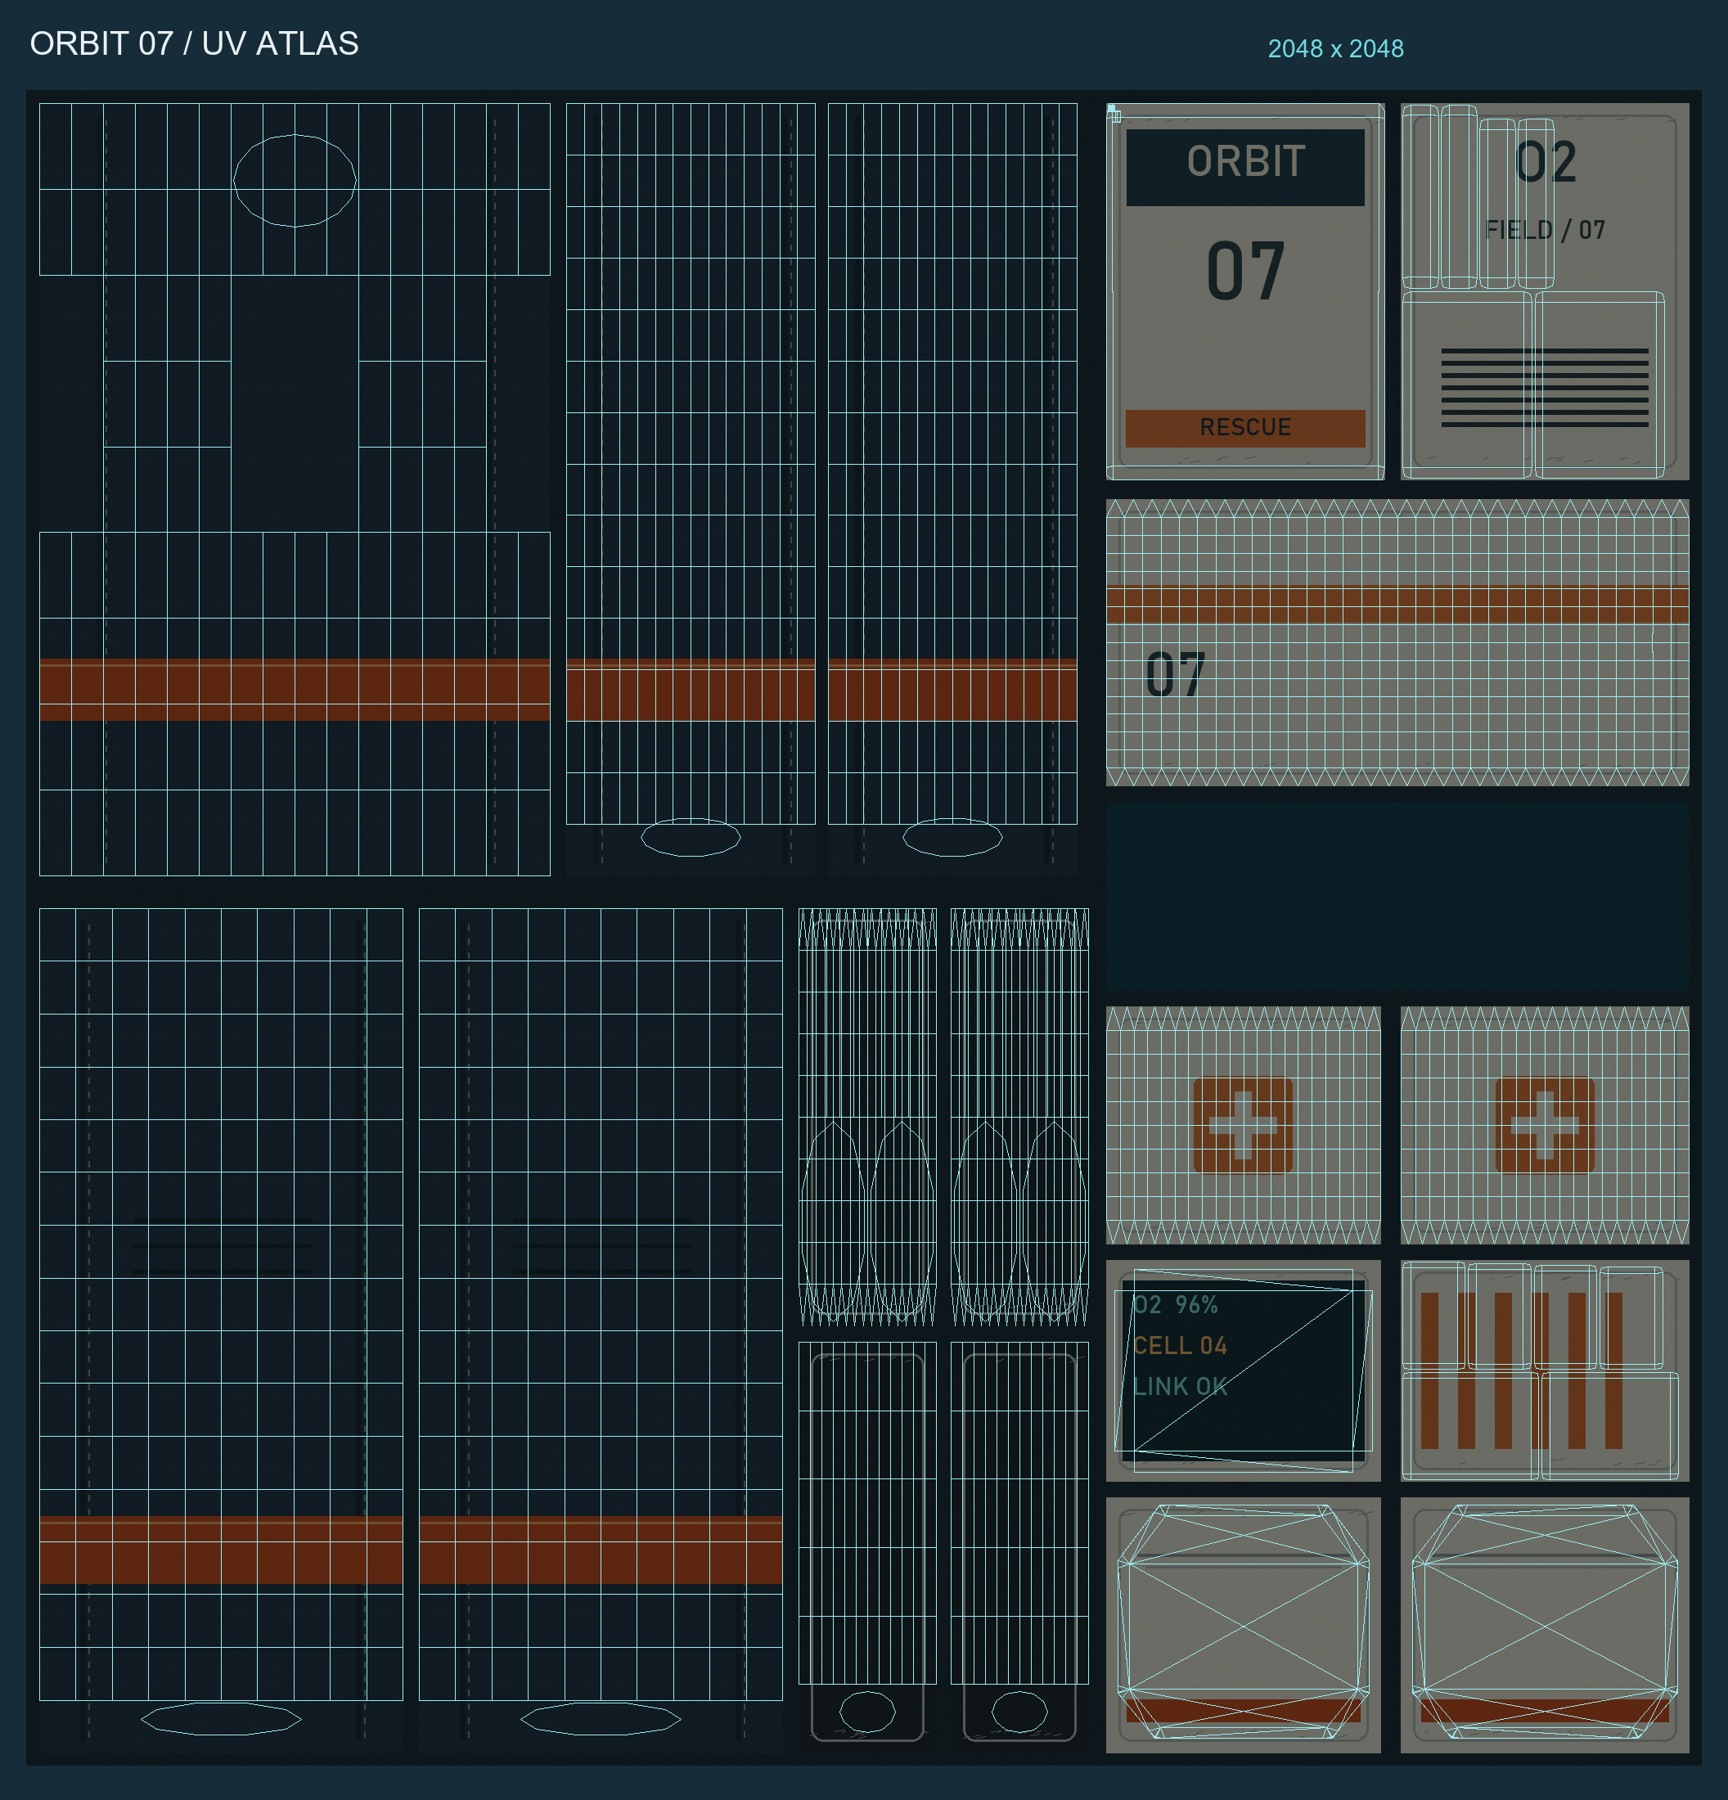 ORBIT 07 / UV ATLAS
2048 x 2048
ORBIT
07
RESCUE
O2
FIELD / 07
07
O2 96%
CELL 04
LINK OK